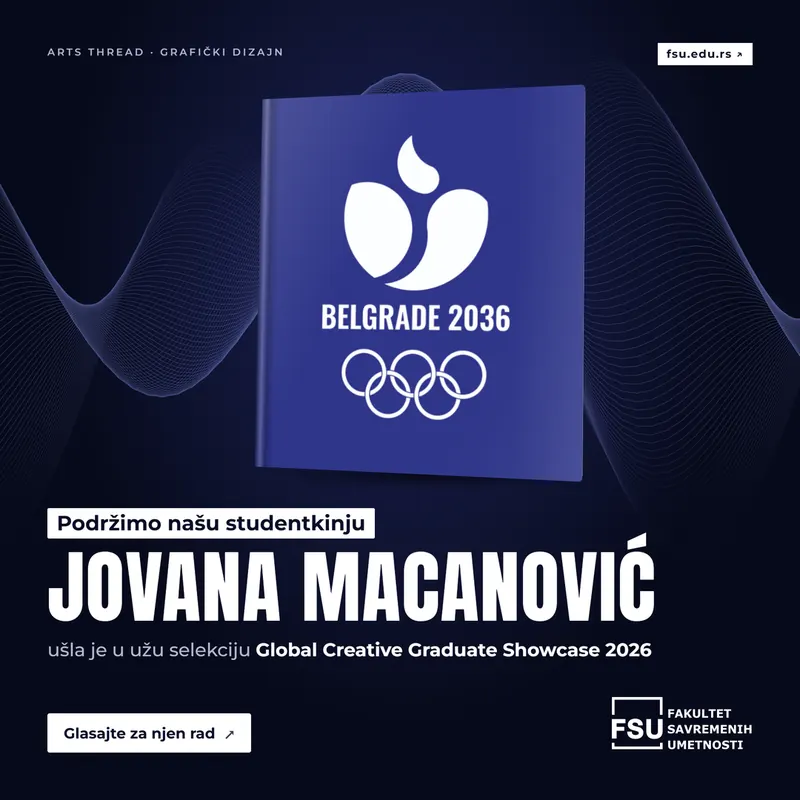 ARTS THREAD · GRAFIČKI DIZAJN
fsu.edu.rs ↗
BELGRADE 2036
Podržimo našu studentkinju
JOVANA MACANOVIĆ
ušla je u užu selekciju Global Creative Graduate Showcase 2026
Glasajte za njen rad ↗
FSU
FAKULTET
SAVREMENIH
UMETNOSTI